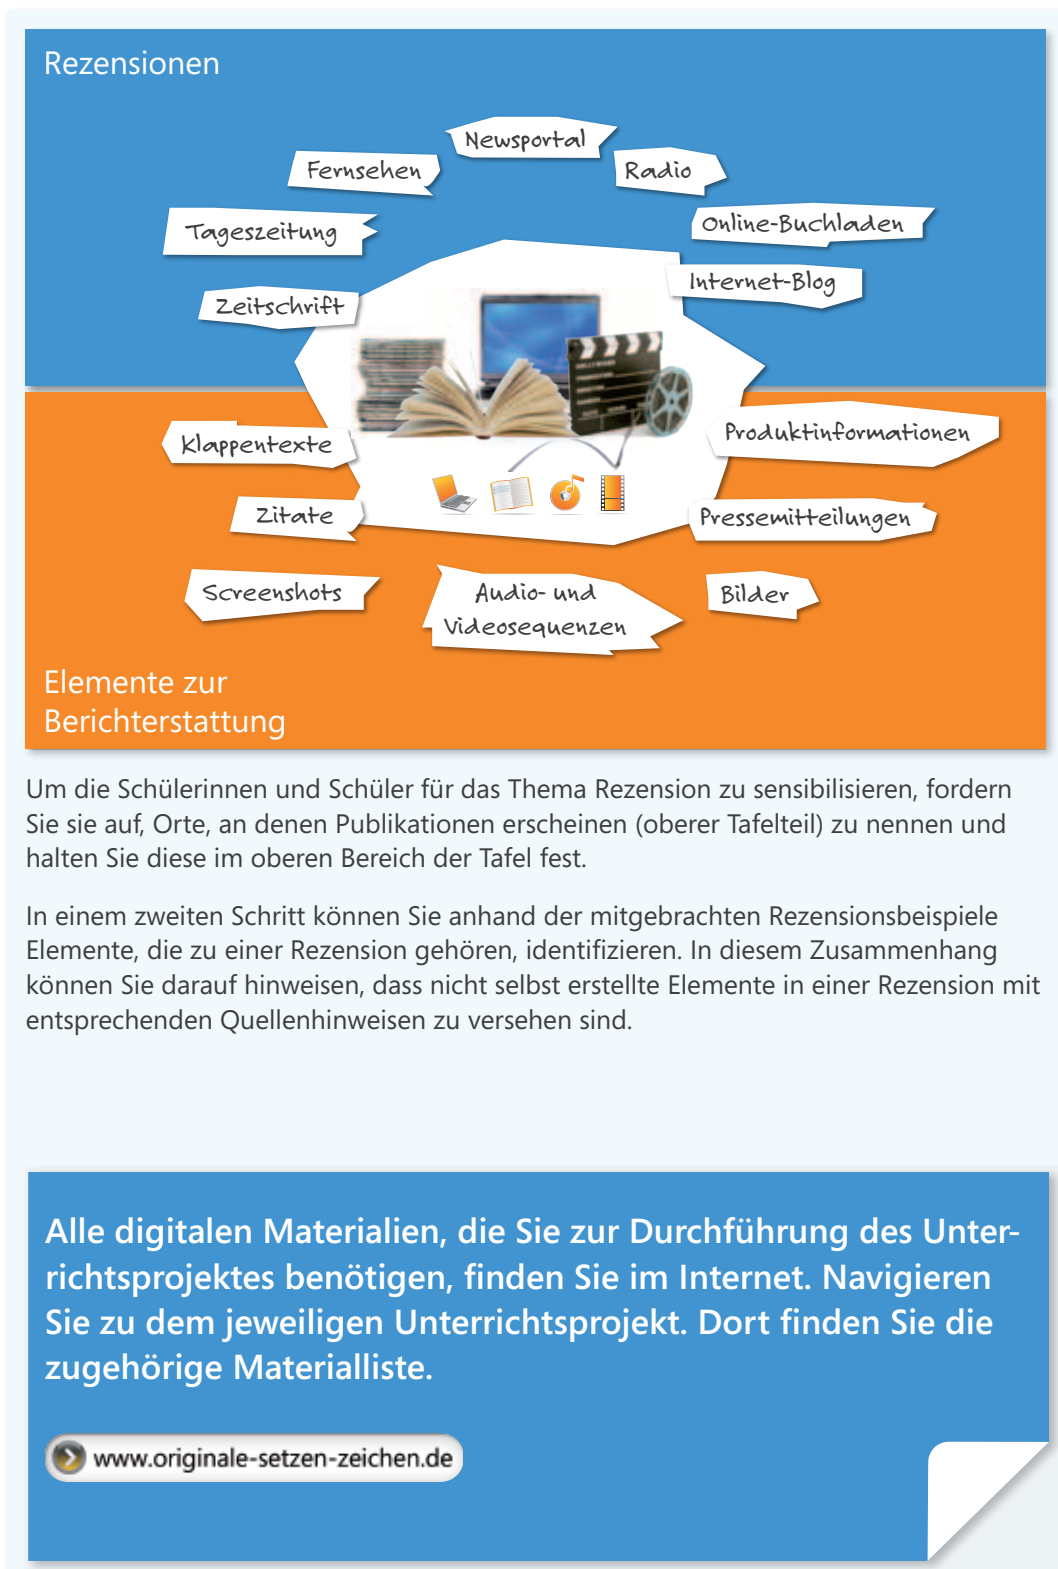 Rezensionen
Newsportal
Fernsehen
Radio
Tageszeitung
Online-Buchladen
Internet-Blog
Zeitschrift
Klappentexte
Produktinformationen
Zitate
Pressemitteilungen
Screenshots
Audio- und
Videosequenzen
Bilder
Elemente zur
Berichterstattung
Um die Schülerinnen und Schüler für das Thema Rezension zu sensibilisieren, fordern
Sie sie auf, Orte, an denen Publikationen erscheinen (oberer Tafelteil) zu nennen und
halten Sie diese im oberen Bereich der Tafel fest.
In einem zweiten Schritt können Sie anhand der mitgebrachten Rezensionsbeispiele
Elemente, die zu einer Rezension gehören, identifizieren. In diesem Zusammenhang
können Sie darauf hinweisen, dass nicht selbst erstellte Elemente in einer Rezension mit
entsprechenden Quellenhinweisen zu versehen sind.
Alle digitalen Materialien, die Sie zur Durchführung des Unter-
richtsprojektes benötigen, finden Sie im Internet. Navigieren
Sie zu dem jeweiligen Unterrichtsprojekt. Dort finden Sie die
zugehörige Materialliste.
www.originale-setzen-zeichen.de